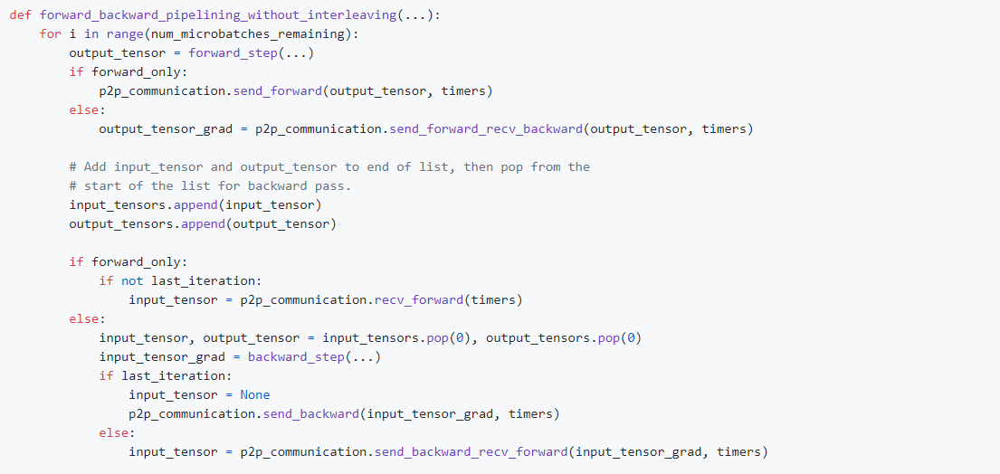 def forward_backward_pipelining_without_interleaving(...):
    for i in range(num_microbatches_remaining):
        output_tensor = forward_step(...)
        if forward_only:
            p2p_communication.send_forward(output_tensor, timers)
        else:
            output_tensor_grad = p2p_communication.send_forward_recv_backward(output_tensor, timers)

        # Add input_tensor and output_tensor to end of list, then pop from the
        # start of the list for backward pass.
        input_tensors.append(input_tensor)
        output_tensors.append(output_tensor)

        if forward_only:
            if not last_iteration:
                input_tensor = p2p_communication.recv_forward(timers)
        else:
            input_tensor, output_tensor = input_tensors.pop(0), output_tensors.pop(0)
            input_tensor_grad = backward_step(...)
            if last_iteration:
                input_tensor = None
                p2p_communication.send_backward(input_tensor_grad, timers)
            else:
                input_tensor = p2p_communication.send_backward_recv_forward(input_tensor_grad, timers)